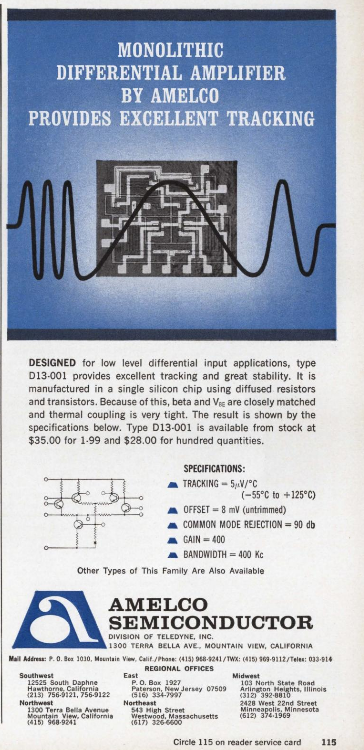 MONOLITHIC
DIFFERENTIAL AMPLIFIER
BY AMELCO
PROVIDES EXCELLENT TRACKING
DESIGNED for low level differential input applications, type
D13-001 provides excellent tracking and great stability. It is
manufactured in a single silicon chip using diffused resistors
and transistors. Because of this, beta and VBE are closely matched
and thermal coupling is very tight. The result is shown by the
specifications below. Type D13-001 is available from stock at
$35.00 for 1-99 and $28.00 for hundred quantities.
SPECIFICATIONS:
TRACKING = 5μV/°C
(−55°C to +125°C)
OFFSET = 8 mV (untrimmed)
COMMON MODE REJECTION = 90 db
GAIN = 400
BANDWIDTH = 400 Kc
Other Types of This Family Are Also Available
AMELCO
SEMICONDUCTOR
DIVISION OF TELEDYNE, INC.
1300 TERRA BELLA AVE., MOUNTAIN VIEW, CALIFORNIA
Mail Address: P. O. Box 1030, Mountain View, Calif./Phone: (415) 968-9241/TWX: (415) 969-9112/Telex: 033-914
REGIONAL OFFICES
Southwest
12525 South Daphne
Hawthorne, California
(213) 756-9121, 756-9122
Northwest
1300 Terra Bella Avenue
Mountain View, California
(415) 968-9241
East
P. O. Box 1927
Paterson, New Jersey 07509
(516) 334-7997
Northeast
543 High Street
Westwood, Massachusetts
(617) 326-6600
Midwest
103 North State Road
Arlington Heights, Illinois
(312) 392-8810
2428 West 22nd Street
Minneapolis, Minnesota
(612) 374-1969
Circle 115 on reader service card 115